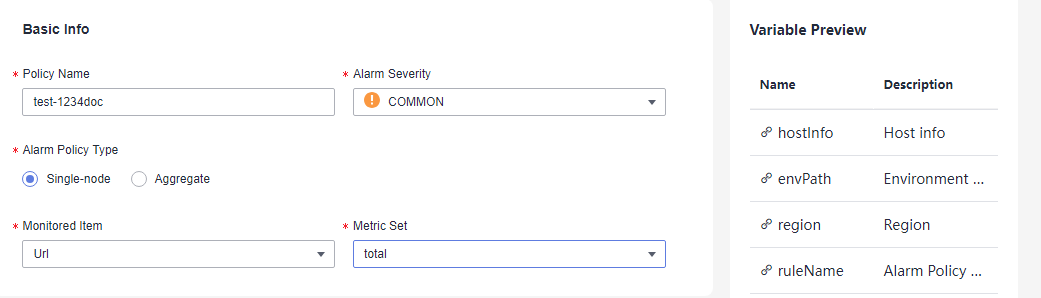 Basic Info
* Policy Name
test-1234doc
* Alarm Severity
COMMON
* Alarm Policy Type
Single-node
Aggregate
* Monitored Item
Url
* Metric Set
total
Variable Preview
Name Description
hostInfo Host info
envPath Environment ...
region Region
ruleName Alarm Policy ...